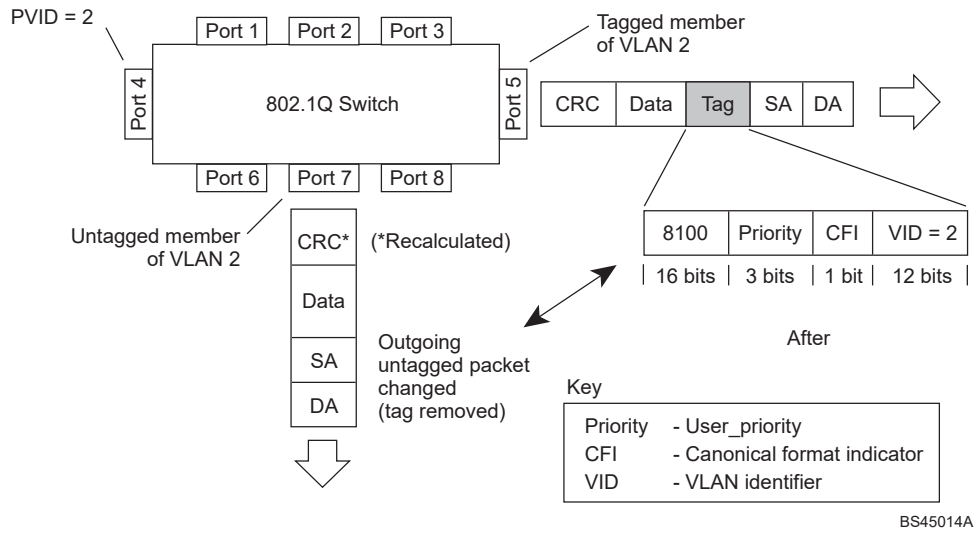 PVID = 2
Port 1
Port 2
Port 3
Tagged member
of VLAN 2
Port 4
802.1Q Switch
Port 5
CRC
Data
Tag
SA
DA
Port 6
Port 7
Port 8
Untagged member
of VLAN 2
CRC*
(*Recalculated)
Data
SA
DA
Outgoing
untagged packet
changed
(tag removed)
8100
Priority
CFI
VID = 2
16 bits
3 bits
1 bit
12 bits
After
Key
Priority - User_priority
CFI - Canonical format indicator
VID - VLAN identifier
BS45014A